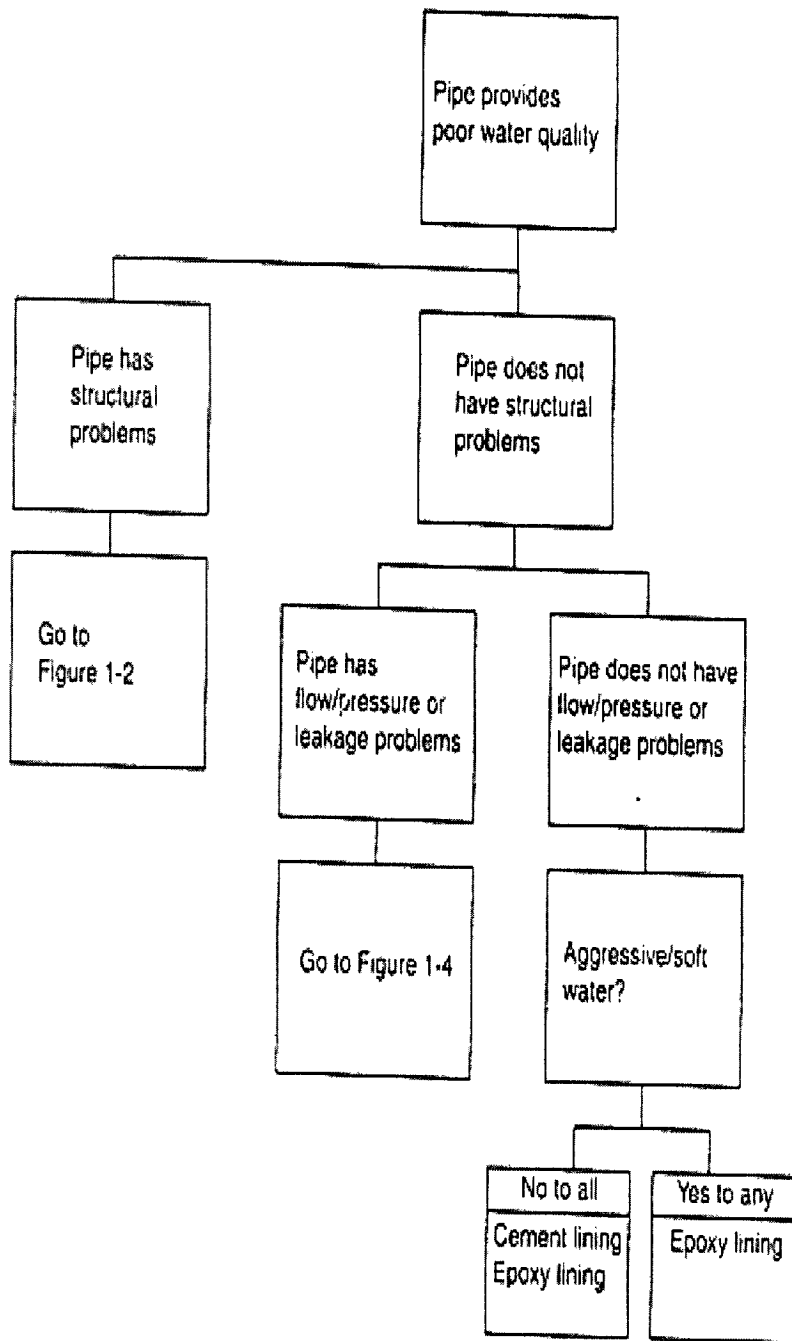 Pipe provides
poor water quality
Pipe has
structural
problems
Pipe does not
have structural
problems
Go to
Figure 1-2
Pipe has
flow/pressure or
leakage problems
Pipe does not have
flow/pressure or
leakage problems
Go to Figure 1-4
Aggressive/soft
water?
No to all
Cement lining
Epoxy lining
Yes to any
Epoxy lining